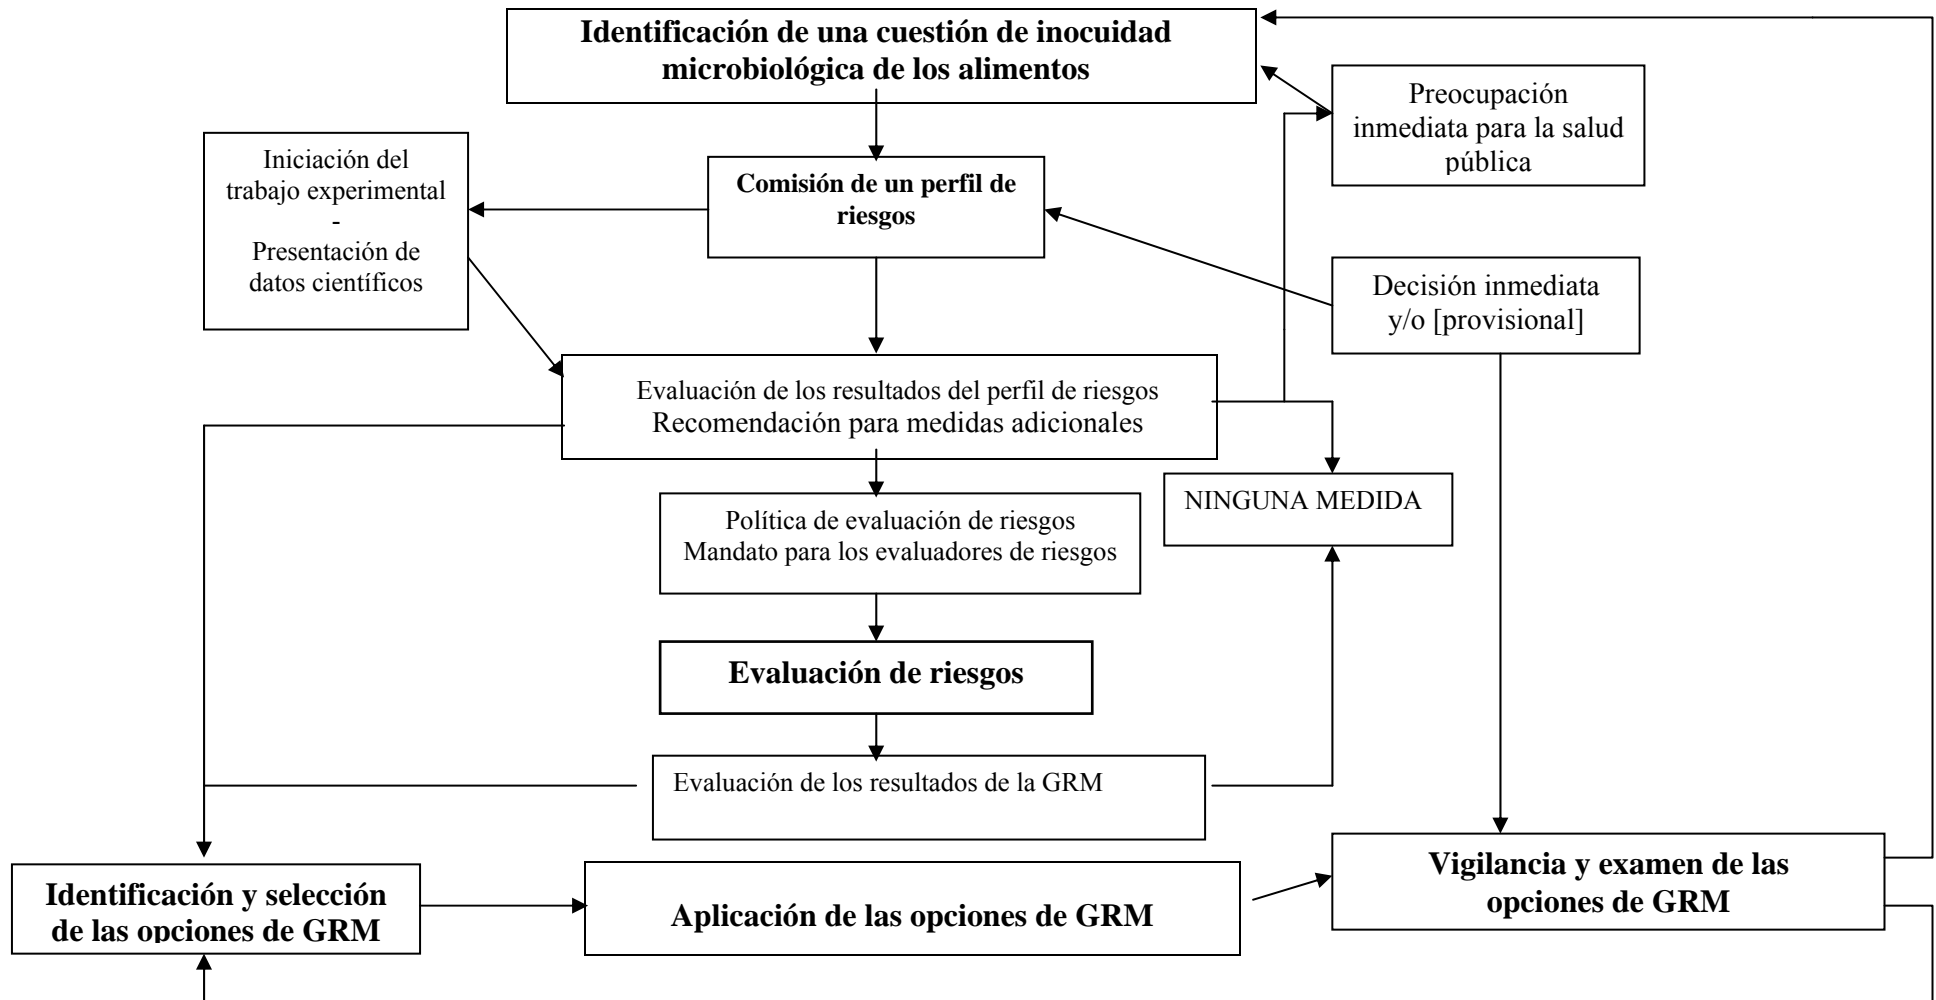 Identificación de una cuestión de inocuidad
microbiológica de los alimentos
Preocupación
inmediata para la salud
pública
Iniciación del
trabajo experimental
-
Presentación de
datos científicos
Comisión de un perfil de
riesgos
Decisión inmediata
y/o [provisional]
Evaluación de los resultados del perfil de riesgos
Recomendación para medidas adicionales
NINGUNA MEDIDA
Política de evaluación de riesgos
Mandato para los evaluadores de riesgos
Evaluación de riesgos
Evaluación de los resultados de la GRM
Identificación y selección
de las opciones de GRM
Aplicación de las opciones de GRM
Vigilancia y examen de las
opciones de GRM